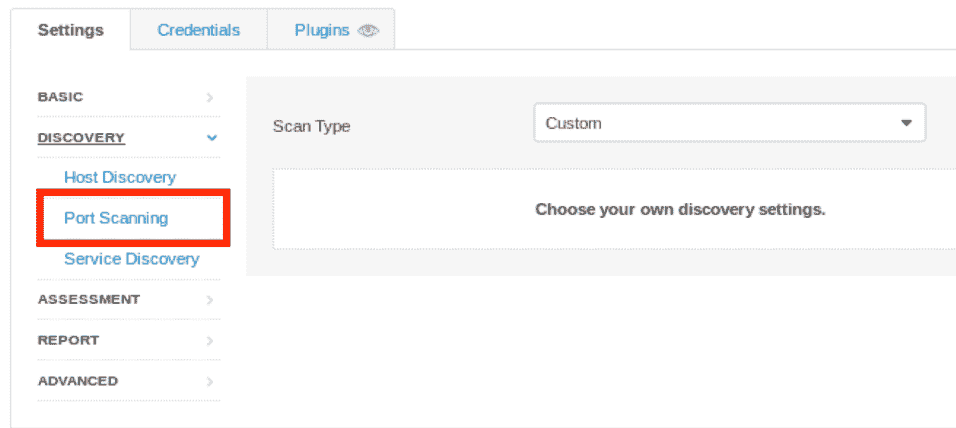 Settings Credentials Plugins
BASIC
DISCOVERY
Host Discovery
Port Scanning
Service Discovery
ASSESSMENT
REPORT
ADVANCED
Scan Type Custom
Choose your own discovery settings.